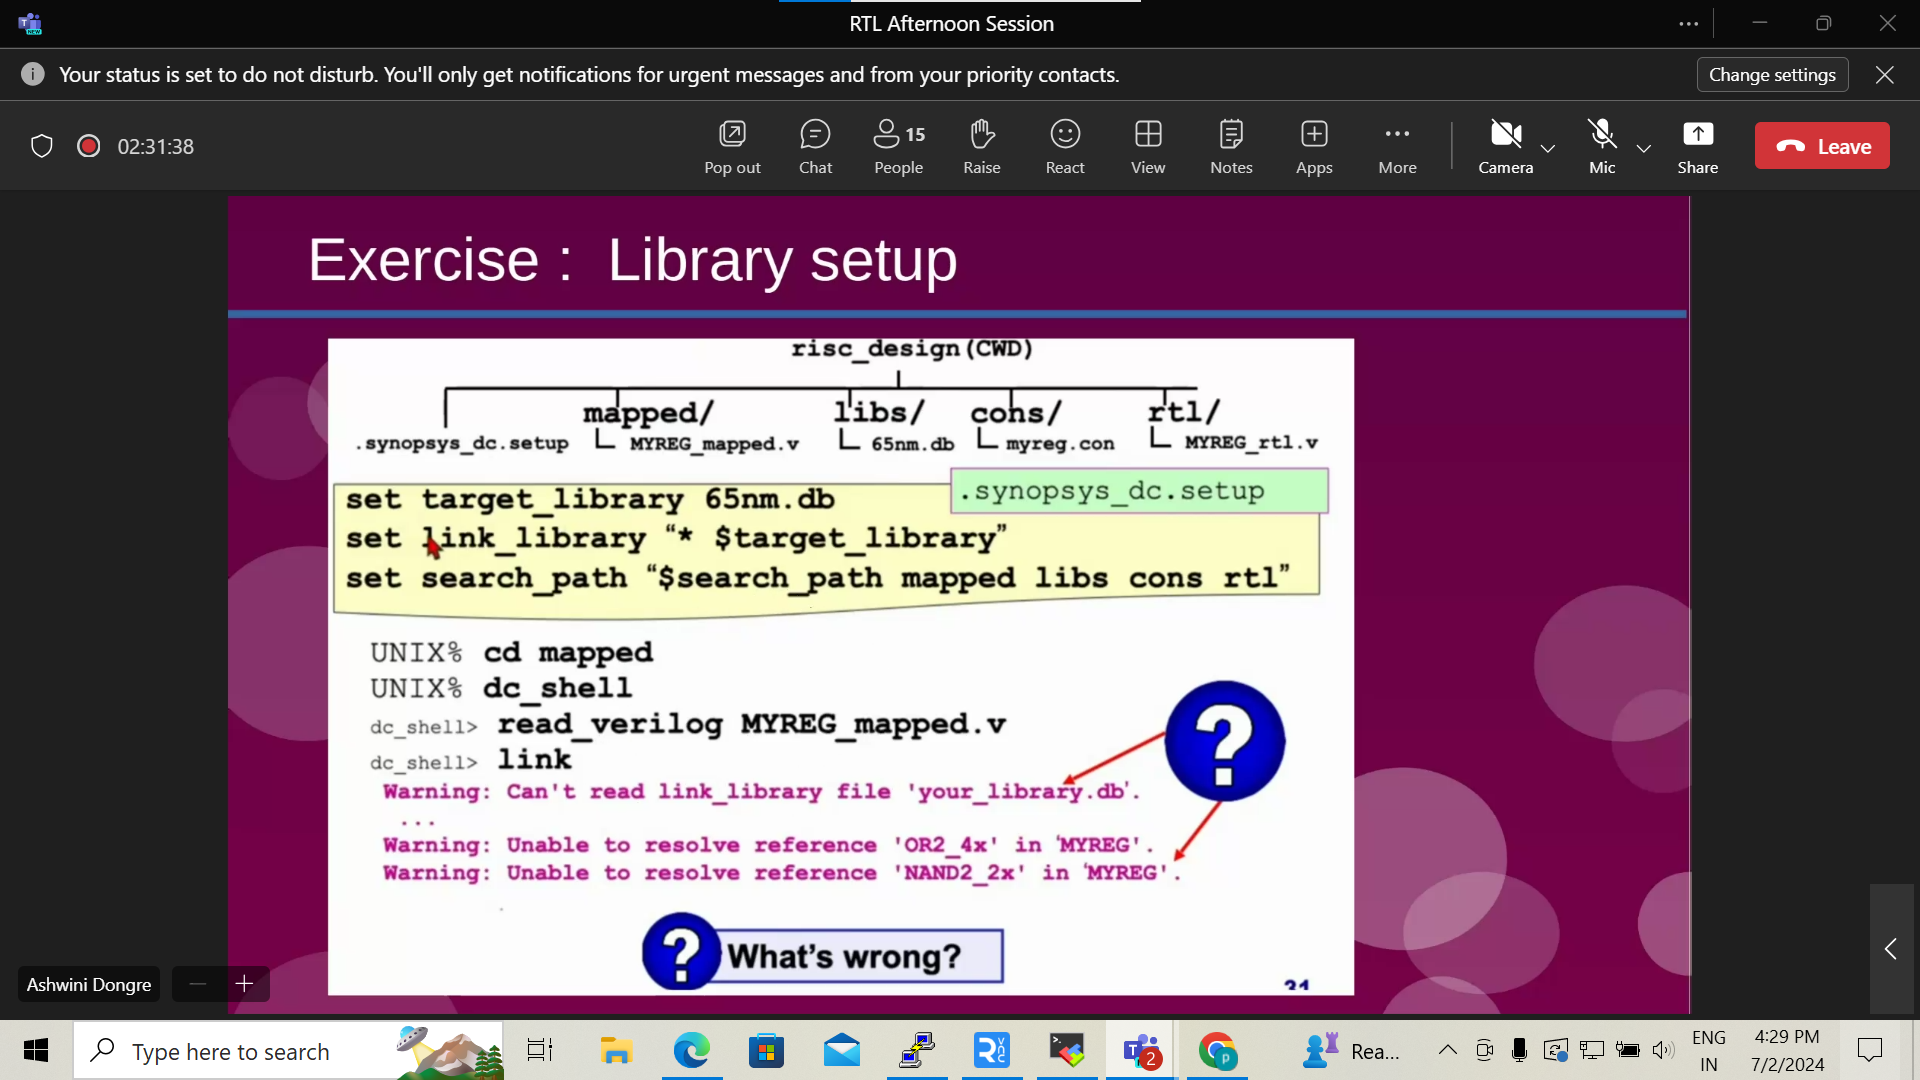 RTL Afternoon Session
Your status is set to do not disturb. You'll only get notifications for urgent messages and from your priority contacts.
Change settings
02:31:38
Pop out
Chat
15
People
Raise
React
View
Notes
Apps
More
Camera
Mic
Share
Leave
Exercise : Library setup
risc_design(CWD)
mapped/ libs/ cons/ rtl/
.synopsys_dc.setup MYREG_mapped.v 65nm.db myreg.con MYREG_rtl.v
.synopsys_dc.setup
set target_library 65nm.db
set link_library “* $target_library”
set search_path “$search_path mapped libs cons rtl”
UNIX% cd mapped
UNIX% dc_shell
dc_shell> read_verilog MYREG_mapped.v
dc_shell> link
?
Warning: Can't read link_library file 'your_library.db'.
...
Warning: Unable to resolve reference 'OR2_4x' in 'MYREG'.
Warning: Unable to resolve reference 'NAND2_2x' in 'MYREG'.
? What’s wrong?
31
Ashwini Dongre
Type here to search
2
p
Rea...
ENG
IN
4:29 PM
7/2/2024